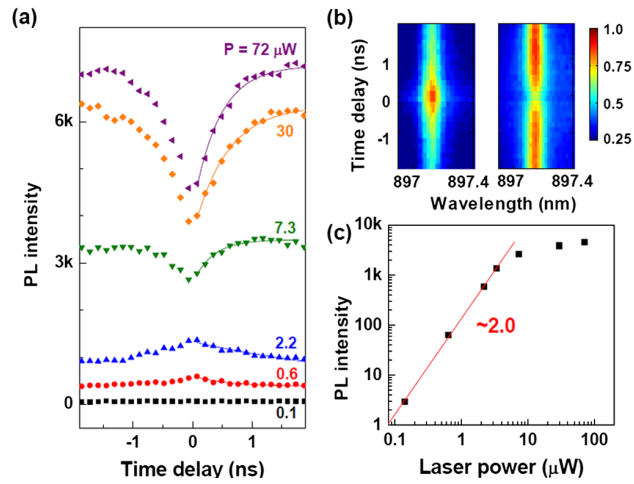 (a)
P = 72 μW
30
7.3
2.2
0.6
0.1
6k
3k
0
PL intensity
-1 0 1
Time delay (ns)
(b)
Time delay (ns)
1
0
-1
897 897.4 897 897.4
Wavelength (nm)
1.0
0.75
0.50
0.25
(c)
PL intensity
10k
1k
100
10
1
~2.0
0.1 1 10 100
Laser power (μW)